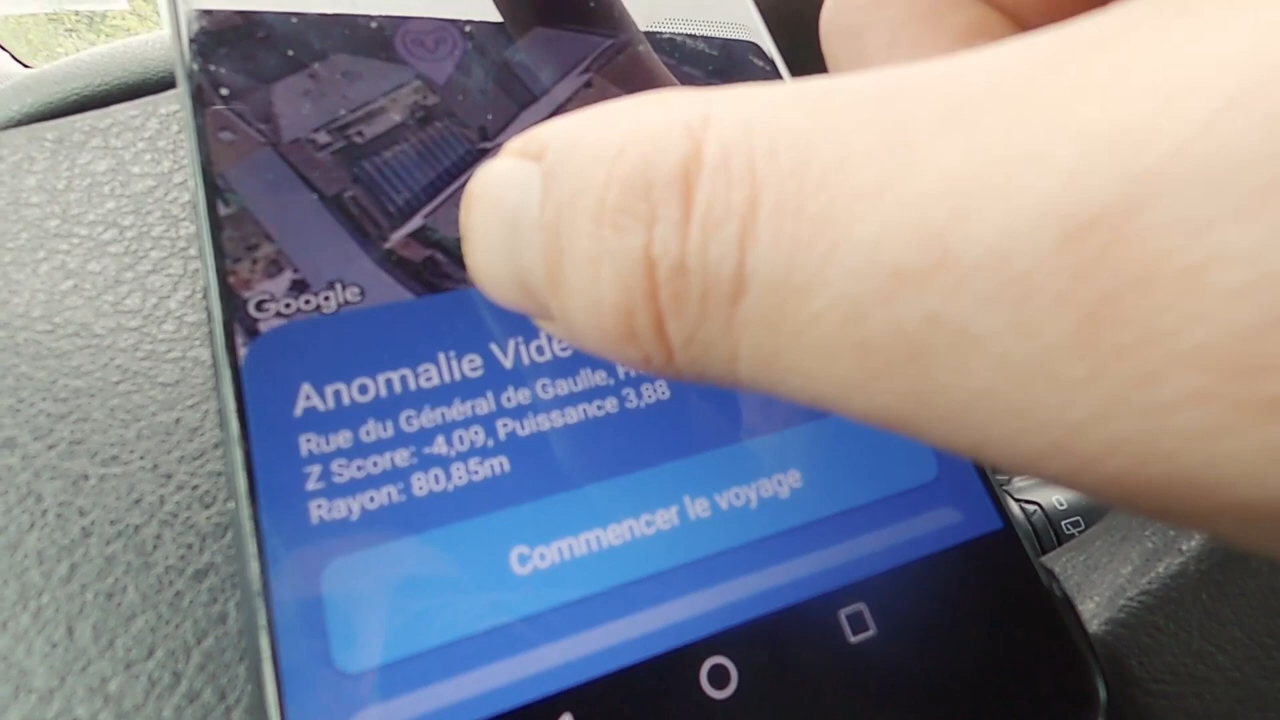 Google
Anomalie Vide
Rue du Général de Gaulle,
Z Score: -4,09, Puissance 3,88
Rayon: 80,85m
Commencer le voyage
0